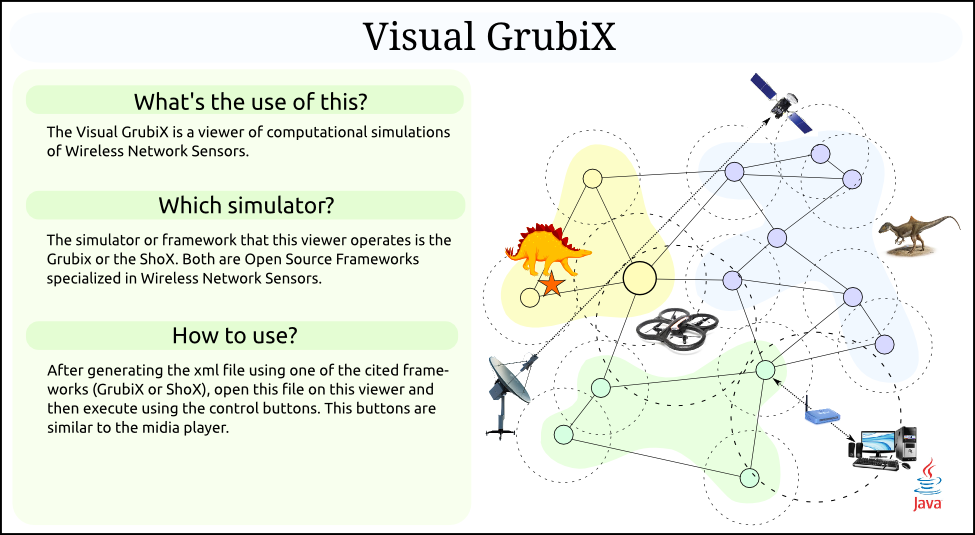 Visual GrubiX
What's the use of this?
The Visual GrubiX is a viewer of computational simulations
of Wireless Network Sensors.
Which simulator?
The simulator or framework that this viewer operates is the
Grubix or the ShoX. Both are Open Source Frameworks
specialized in Wireless Network Sensors.
How to use?
After generating the xml file using one of the cited frame-
works (GrubiX or ShoX), open this file on this viewer and
then execute using the control buttons. This buttons are
similar to the midia player.
Java